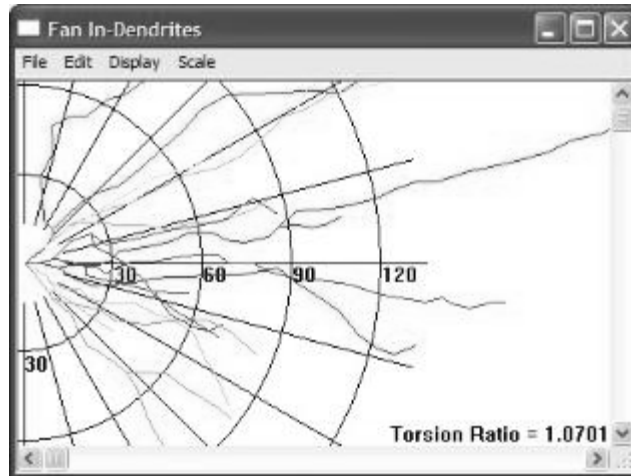 Fan In-Dendrites
File Edit Display Scale
30 60 90 120
30
Torsion Ratio = 1.0701